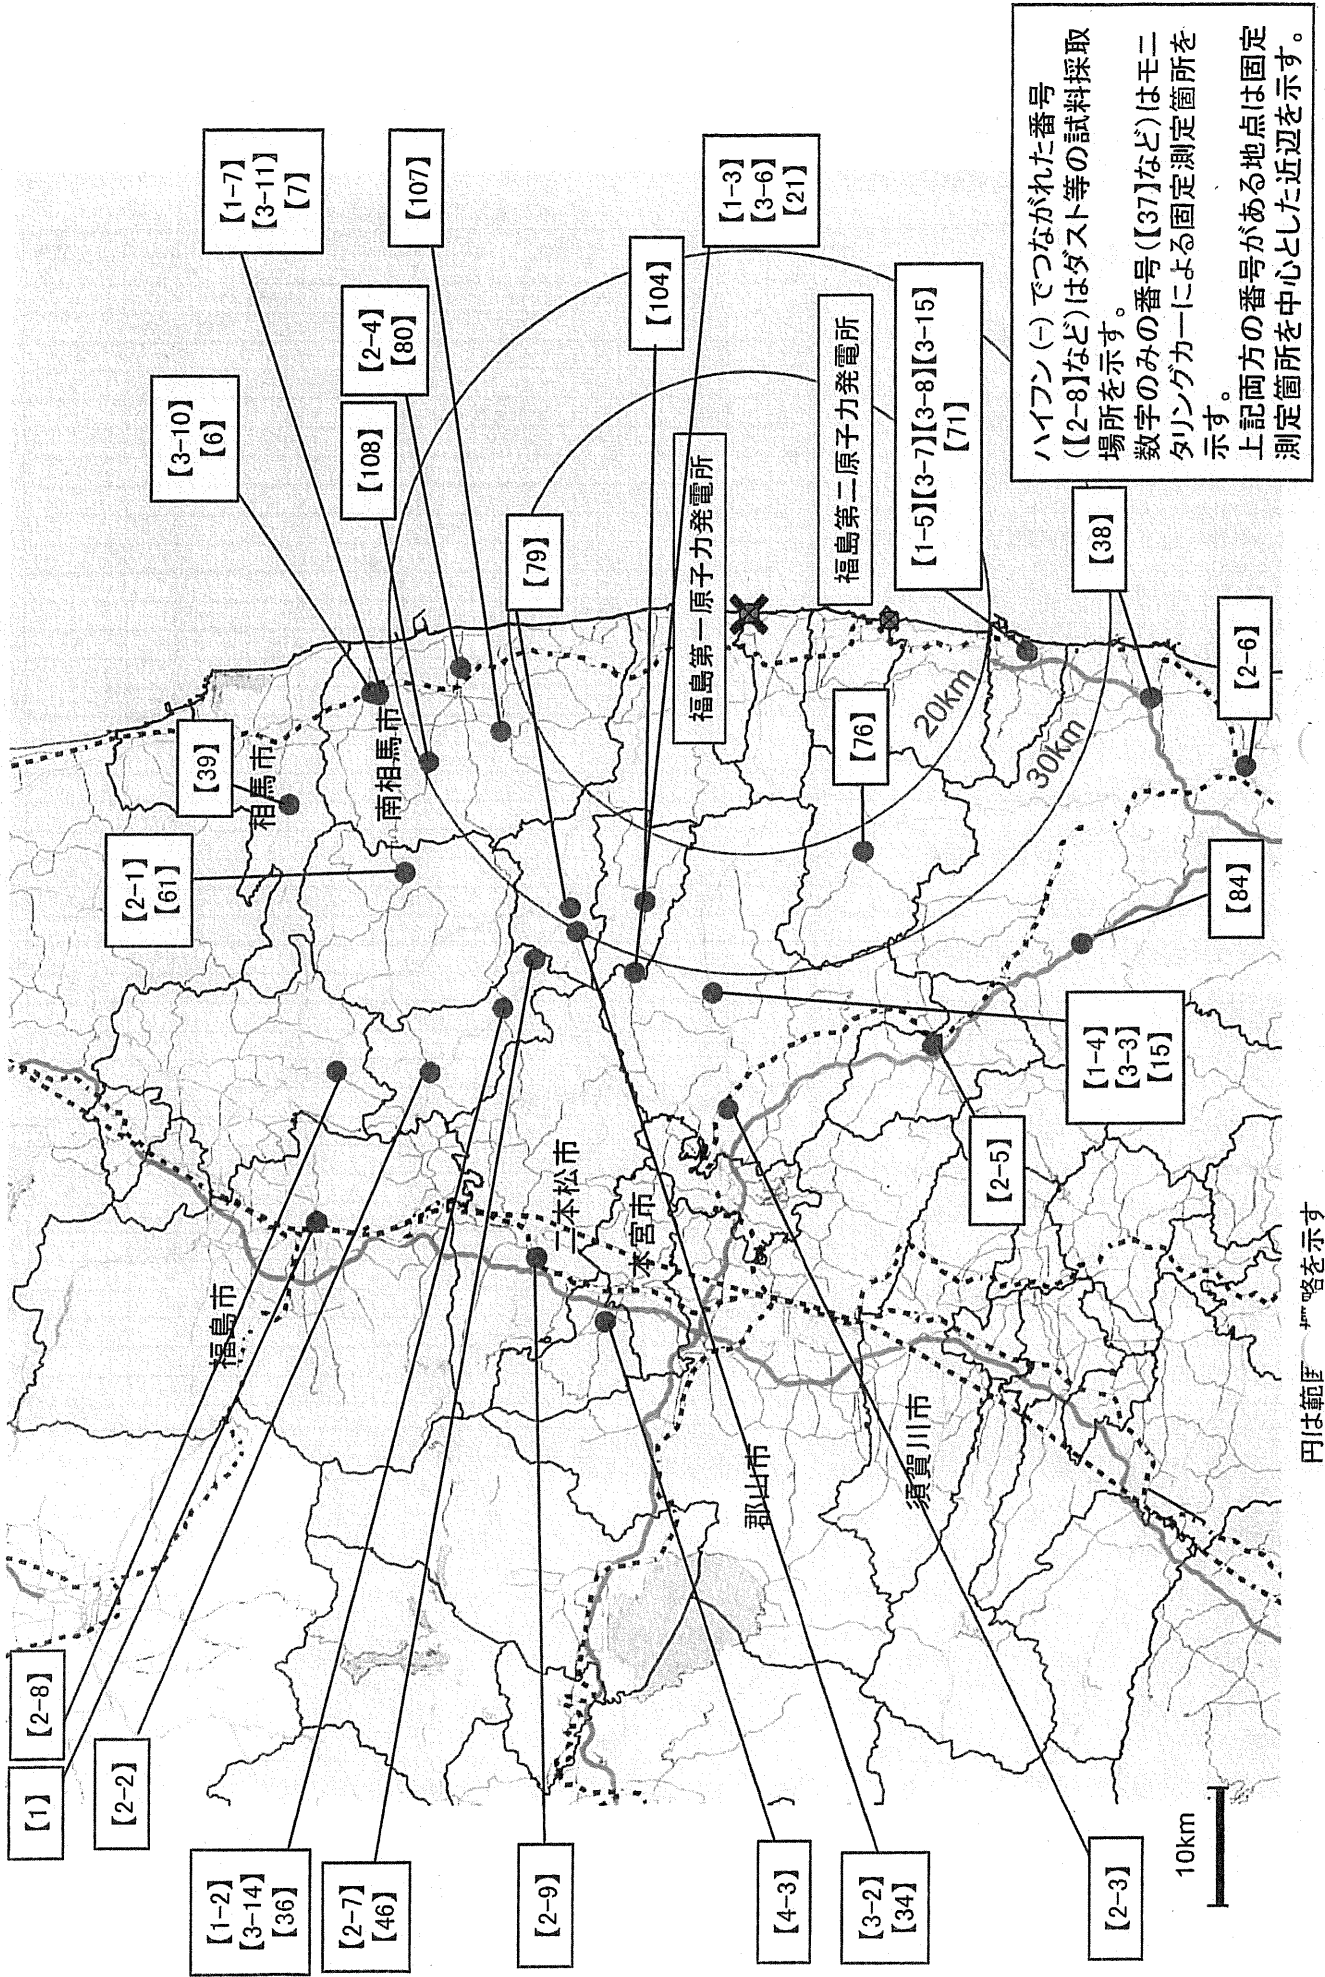 【1】
【2-8】
【2-2】
【1-2】
【3-14】
【36】
【2-7】
【46】
【2-9】
【4-3】
【3-2】
【34】
【2-3】
10km
福島市
二本松市
本宮市
郡山市
須賀川市
【2-1】
【61】
【39】
相馬市
南相馬市
【3-10】
【6】
【1-7】
【3-11】
【7】
【108】
【2-4】
【80】
【107】
【79】
【104】
【1-3】
【3-6】
【21】
福島第一原子力発電所
福島第二原子力発電所
【1-5】【3-7】【3-8】【3-15】
【71】
【76】
20km
30km
【38】
【2-6】
【84】
【1-4】
【3-3】
【15】
【2-5】
ハイフン(-)でつながれた番号
(【2-8】など)はダスト等の試料採取
場所を示す。
数字のみの番号(【37】など)はモニ
タリングカーによる固定測定箇所を
示す。
上記両方の番号がある地点は固定
測定箇所を中心とした近辺を示す。
円は範囲 略を示す